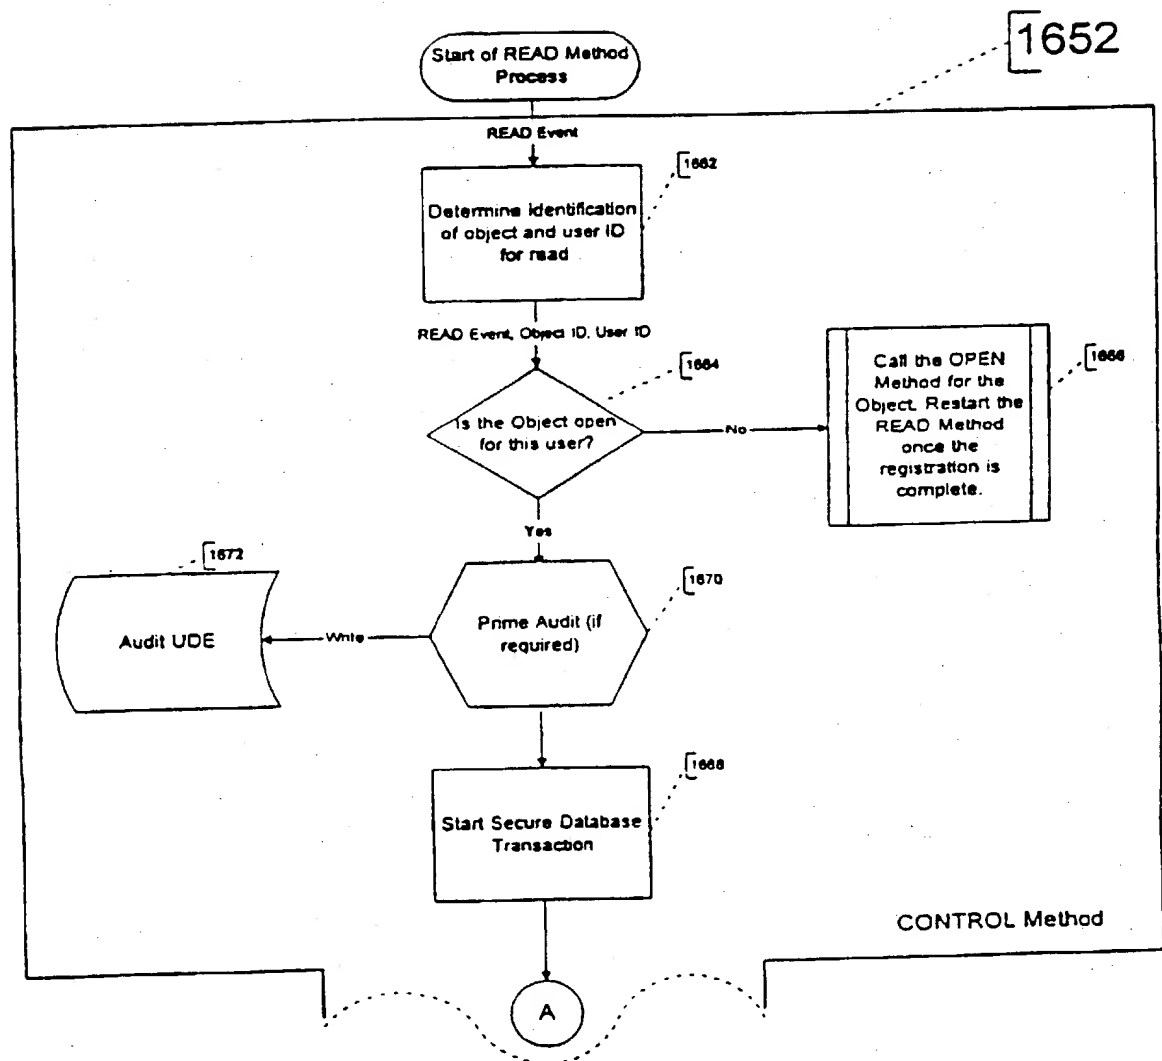 1652
Start of READ Method
Process
READ Event
1662
Determine identification
of object and user ID
for read
READ Event, Object ID, User ID
1664
Is the Object open
for this user?
No
1666
Call the OPEN
Method for the
Object. Restart the
READ Method
once the
registration is
complete.
Yes
1672
Audit UDE
Write
1670
Prime Audit (if
required)
1668
Start Secure Database
Transaction
CONTROL Method
A